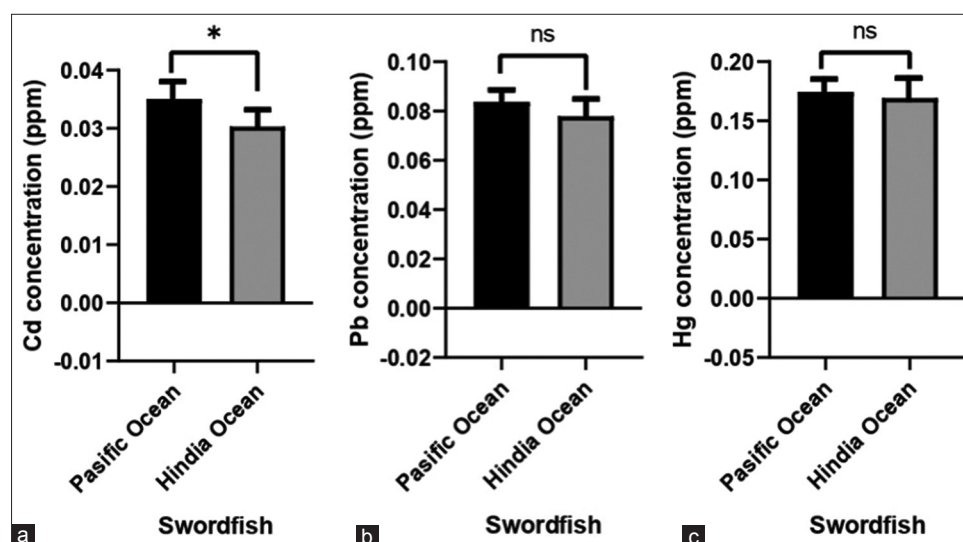 *
Cd concentration (ppm)
0.04
0.03
0.02
0.01
0.00
-0.01
Pasific Ocean
Hindia Ocean
Swordfish
a
ns
Pb concentration (ppm)
0.10
0.08
0.06
0.04
0.02
0.00
-0.02
Pasific Ocean
Hindia Ocean
Swordfish
b
ns
Hg concentration (ppm)
0.20
0.15
0.10
0.05
0.00
-0.05
Pasific Ocean
Hindia Ocean
Swordfish
c